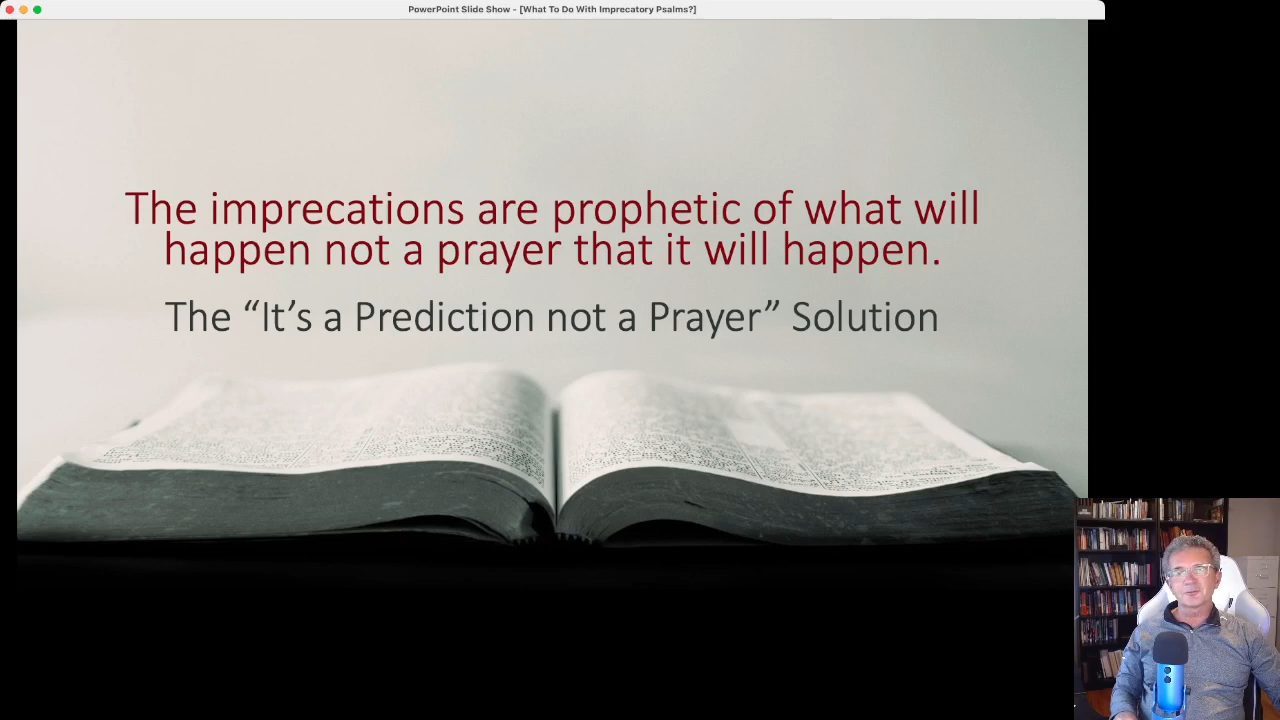 PowerPoint Slide Show - [What To Do With Imprecatory Psalms?]
The imprecations are prophetic of what will
happen not a prayer that it will happen.
The “It’s a Prediction not a Prayer” Solution